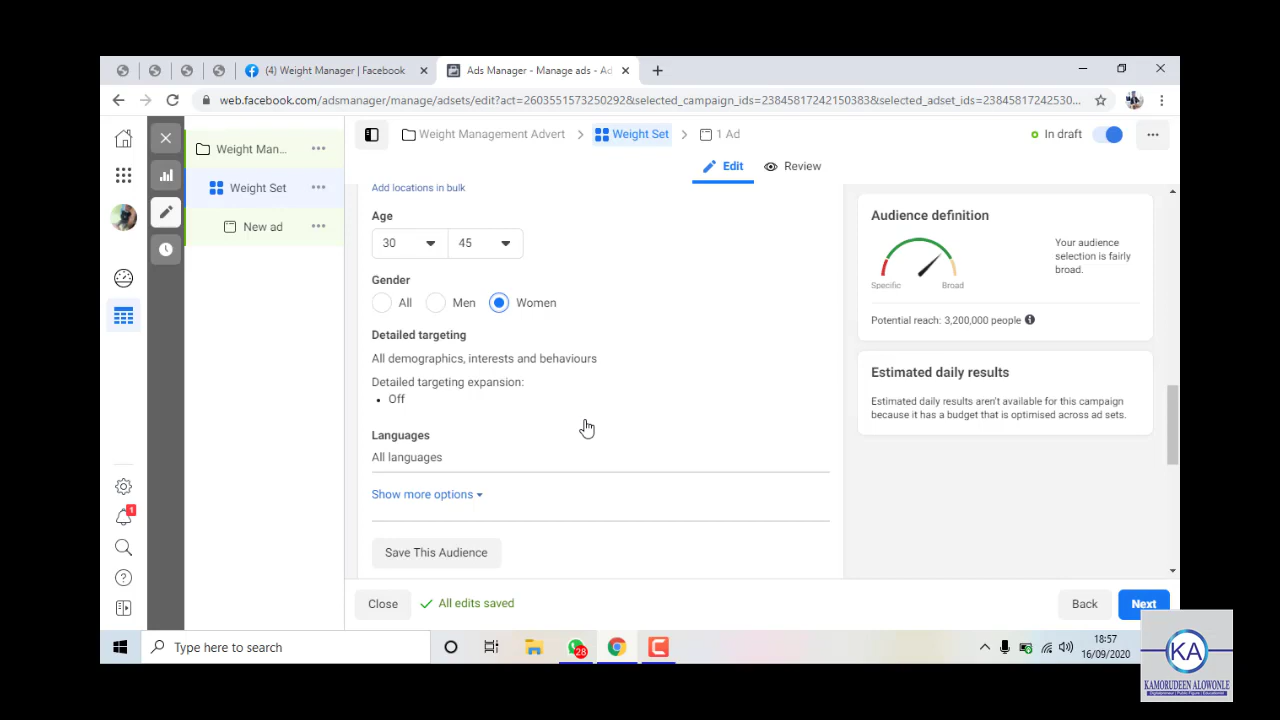 (4) Weight Manager | Facebook
Ads Manager - Manage ads - Ad
web.facebook.com/adsmanager/manage/adsets/edit?act=2603551573250292&selected_campaign_ids=23845817242150383&selected_adset_ids=23845817242530...
Weight Man...
Weight Set
New ad
Weight Management Advert
Weight Set
1 Ad
In draft
Edit
Review
Add locations in bulk
Age
30
45
Gender
All
Men
Women
Detailed targeting
All demographics, interests and behaviours
Detailed targeting expansion:
Off
Languages
All languages
Show more options
Save This Audience
Audience definition
Specific
Broad
Your audience
selection is fairly
broad.
Potential reach: 3,200,000 people
Estimated daily results
Estimated daily results aren't available for this campaign
because it has a budget that is optimised across ad sets.
1
Close
All edits saved
Back
Next
Type here to search
28
18:57
16/09/2020
KA
KAMORUDEEN ALOWONLE